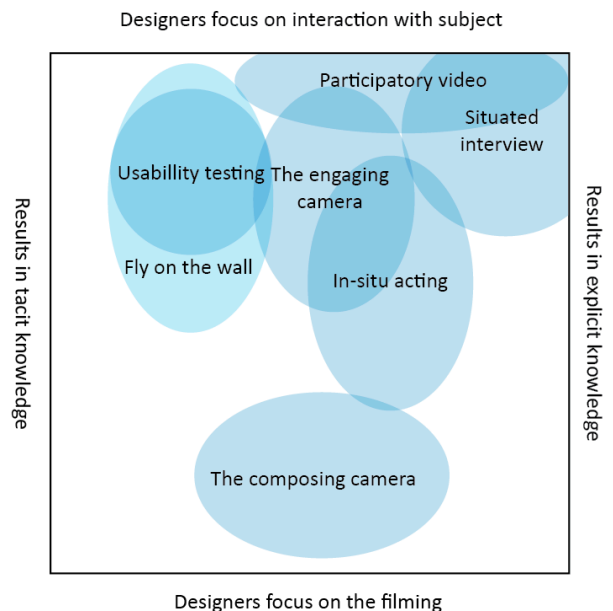 Designers focus on interaction with subject
Participatory video
Situated
interview
Usabillity testing
The engaging
camera
Fly on the wall
In-situ acting
Results in tacit knowledge
Results in explicit knowledge
The composing camera
Designers focus on the filming